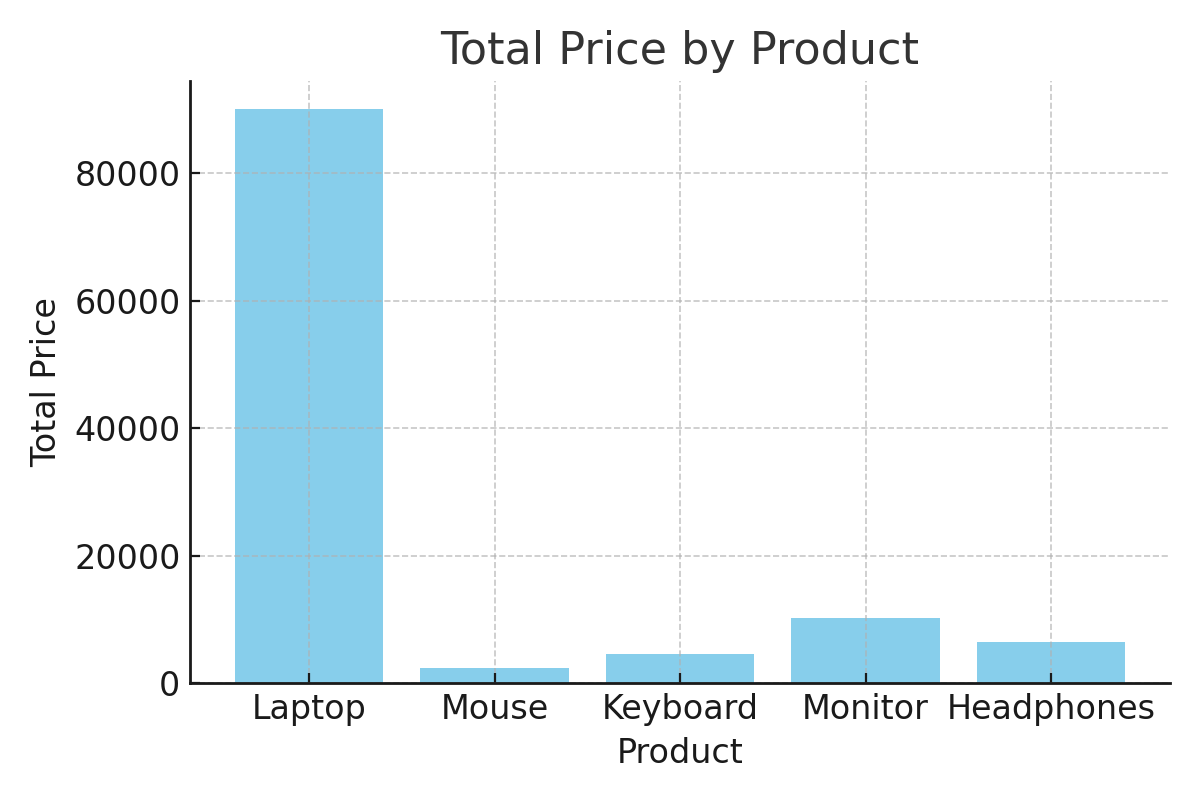 Total Price by Product
Total Price
80000
60000
40000
20000
0
Laptop Mouse Keyboard Monitor Headphones
Product